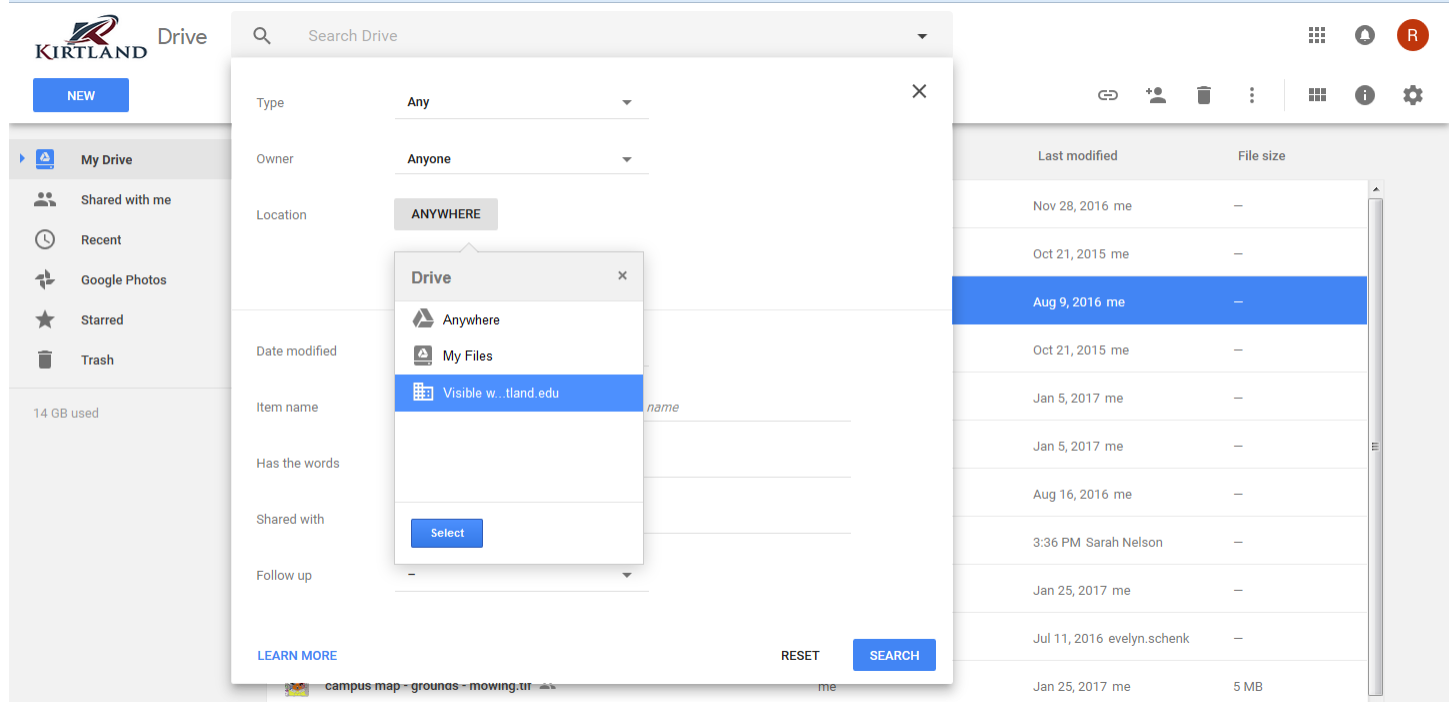 KIRTLAND Drive
Search Drive
R
NEW
My Drive
Shared with me
Recent
Google Photos
Starred
Trash
14 GB used
Type Any
Owner Anyone
Location ANYWHERE
Drive
Anywhere
My Files
Visible w...tland.edu
Select
Date modified
Item name name
Has the words
Shared with
Follow up –
LEARN MORE RESET SEARCH
Last modified File size
Nov 28, 2016 me —
Oct 21, 2015 me —
Aug 9, 2016 me —
Oct 21, 2015 me —
Jan 5, 2017 me —
Jan 5, 2017 me —
Aug 16, 2016 me —
3:36 PM Sarah Nelson —
Jan 25, 2017 me —
Jul 11, 2016 evelyn.schenk —
campus map - grounds - mowing.tif me Jan 25, 2017 me 5 MB